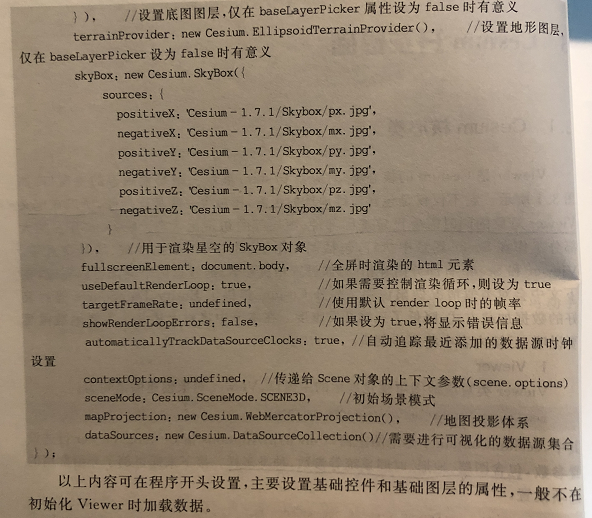 }),　//设置底图图层,仅在 baseLayerPicker 属性设为 false 时有意义
terrainProvider: new Cesium.EllipsoidTerrainProvider(),　//设置地形图层,
仅在 baseLayerPicker 设为 false 时有意义
skyBox: new Cesium.SkyBox({
sources: {
positiveX: 'Cesium-1.7.1/Skybox/px.jpg',
negativeX: 'Cesium-1.7.1/Skybox/mx.jpg',
positiveY: 'Cesium-1.7.1/Skybox/py.jpg',
negativeY: 'Cesium-1.7.1/Skybox/my.jpg',
positiveZ: 'Cesium-1.7.1/Skybox/pz.jpg',
negativeZ: 'Cesium-1.7.1/Skybox/mz.jpg'
}
}),　//用于渲染星空的 SkyBox 对象
fullscreenElement: document.body,　//全屏时渲染的 html 元素
useDefaultRenderLoop: true,　//如果需要控制渲染循环,则设为 true
targetFrameRate: undefined,　//使用默认 render loop 时的帧率
showRenderLoopErrors: false,　//如果设为 true,将显示错误信息
automaticallyTrackDataSourceClocks: true, //自动追踪最近添加的数据源时钟
设置
contextOptions: undefined,　//传递给 Scene 对象的上下文参数(scene.options)
sceneMode: Cesium.SceneMode.SCENE3D,　//初始场景模式
mapProjection: new Cesium.WebMercatorProjection(),　//地图投影体系
dataSources: new Cesium.DataSourceCollection()//需要进行可视化的数据源集合
});
以上内容可在程序开头设置,主要设置基础控件和基础图层的属性,一般不在
初始化 Viewer 时加载数据。